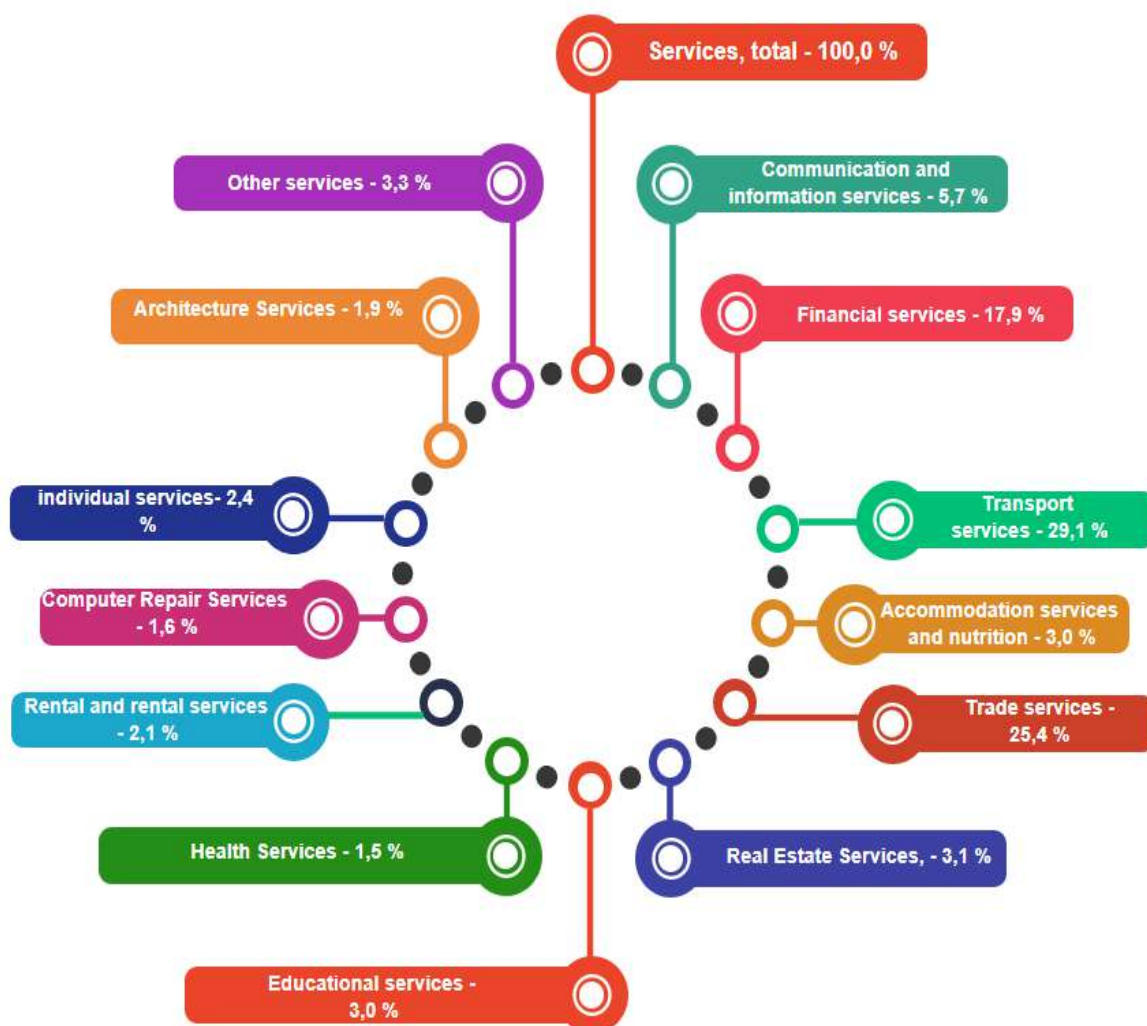 Services, total - 100,0 %
Communication and
information services - 5,7 %
Financial services - 17,9 %
Transport
services - 29,1 %
Accommodation services
and nutrition - 3,0 %
Trade services -
25,4 %
Real Estate Services, - 3,1 %
Educational services -
3,0 %
Health Services - 1,5 %
Rental and rental services
- 2,1 %
Computer Repair Services
- 1,6 %
individual services- 2,4
%
Architecture Services - 1,9 %
Other services - 3,3 %